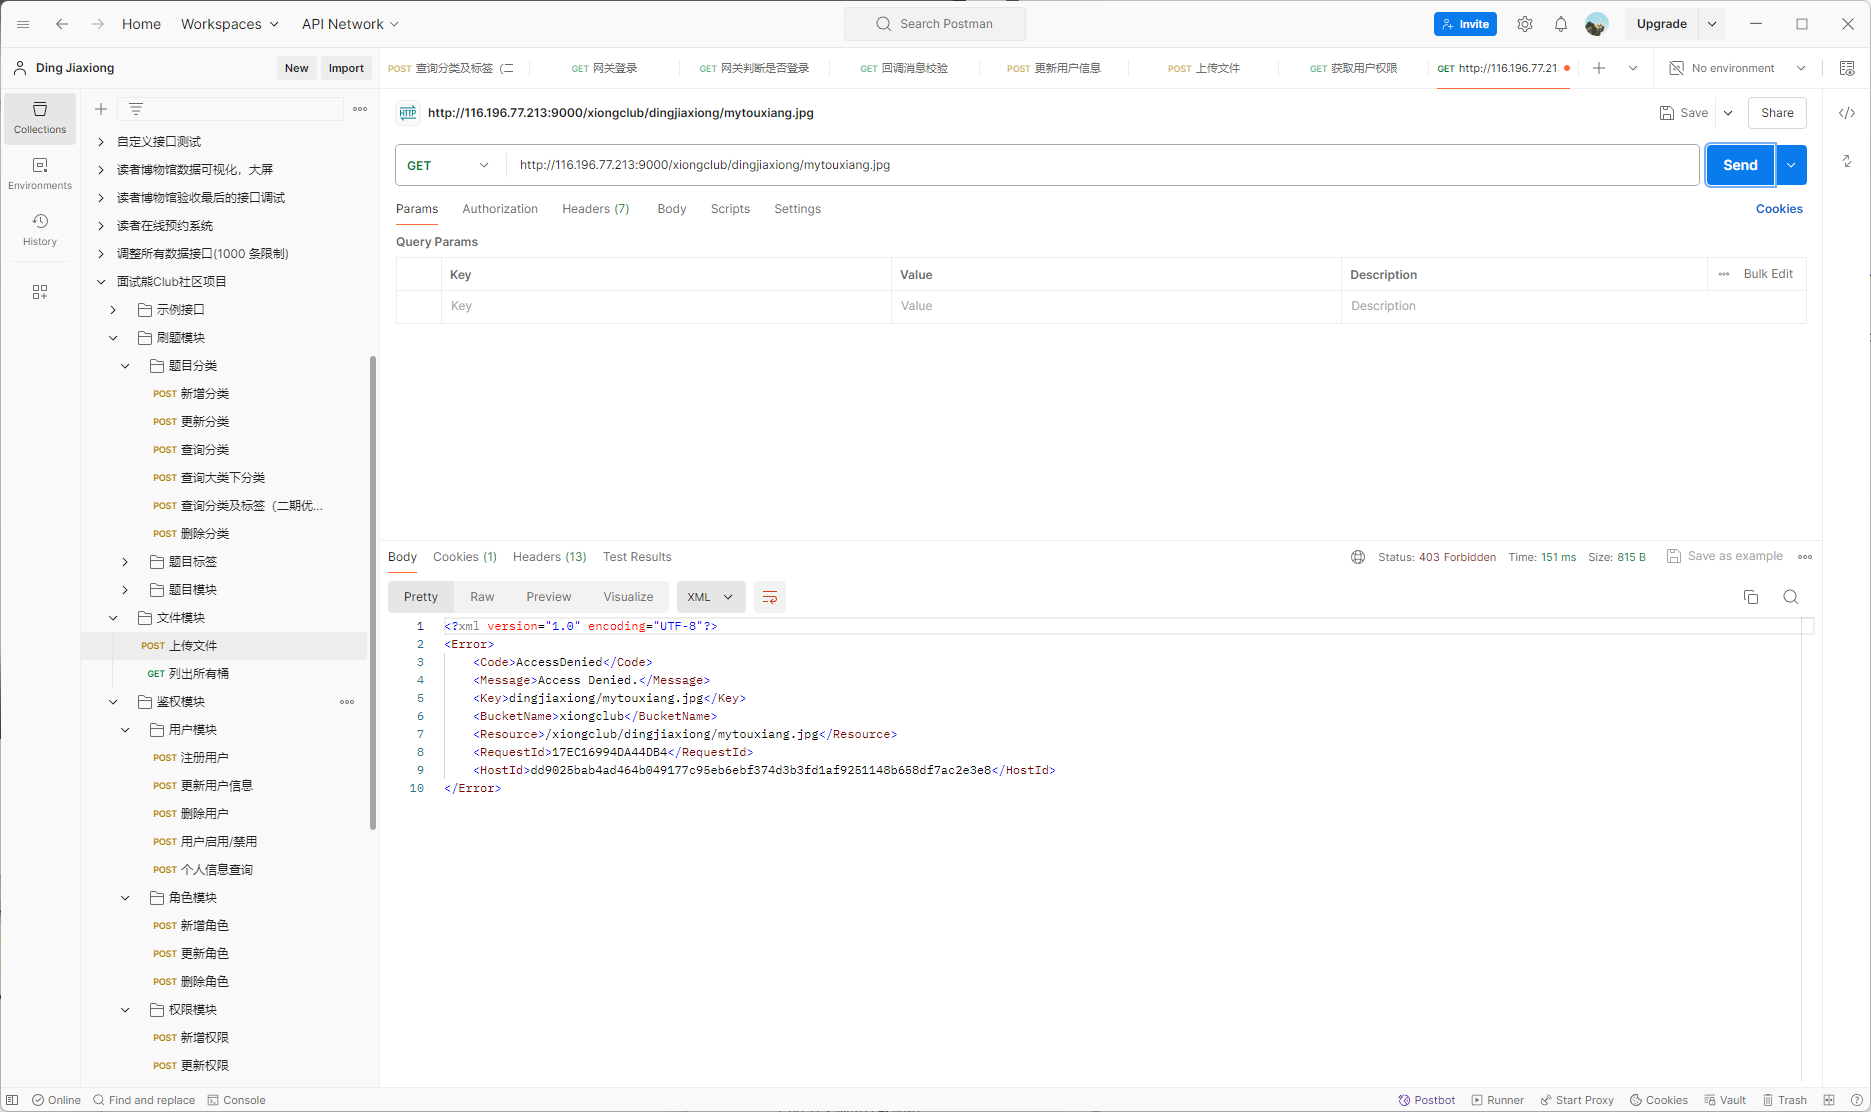 Home Workspaces API Network Search Postman Invite Upgrade
Ding Jiaxiong New Import
POST 查询分类及标签（二 GET 网关登录 GET 网关判断是否登录 GET 回调消息校验 POST 更新用户信息 POST 上传文件 GET 获取用户权限 GET http://116.196.77.21 No environment
Collections
Environments
History
自定义接口测试
读者博物馆数据可视化，大屏
读者博物馆验收最后的接口调试
读者在线预约系统
调整所有数据接口(1000 条限制)
面试熊Club社区项目
示例接口
刷题模块
题目分类
POST 新增分类
POST 更新分类
POST 查询分类
POST 查询大类下分类
POST 查询分类及标签（二期优...
POST 删除分类
题目标签
题目模块
文件模块
POST 上传文件
GET 列出所有桶
鉴权模块
用户模块
POST 注册用户
POST 更新用户信息
POST 删除用户
POST 用户启用/禁用
POST 个人信息查询
角色模块
POST 新增角色
POST 更新角色
POST 删除角色
权限模块
POST 新增权限
POST 更新权限
HTTP http://116.196.77.213:9000/xiongclub/dingjiaxiong/mytouxiang.jpg Save Share
GET http://116.196.77.213:9000/xiongclub/dingjiaxiong/mytouxiang.jpg Send
Params Authorization Headers (7) Body Scripts Settings Cookies
Query Params
Key Value Description Bulk Edit
Key Value Description
Body Cookies (1) Headers (13) Test Results Status: 403 Forbidden Time: 151 ms Size: 815 B Save as example
Pretty Raw Preview Visualize XML
1 <?xml version="1.0" encoding="UTF-8"?>
2 <Error>
3 <Code>AccessDenied</Code>
4 <Message>Access Denied.</Message>
5 <Key>dingjiaxiong/mytouxiang.jpg</Key>
6 <BucketName>xiongclub</BucketName>
7 <Resource>/xiongclub/dingjiaxiong/mytouxiang.jpg</Resource>
8 <RequestId>17EC16994DA44DB4</RequestId>
9 <HostId>dd9025bab4ad464b049177c95eb6ebf374d3b3fd1af9251148b658df7ac2e3e8</HostId>
10 </Error>
Online Find and replace Console Postbot Runner Start Proxy Cookies Vault Trash